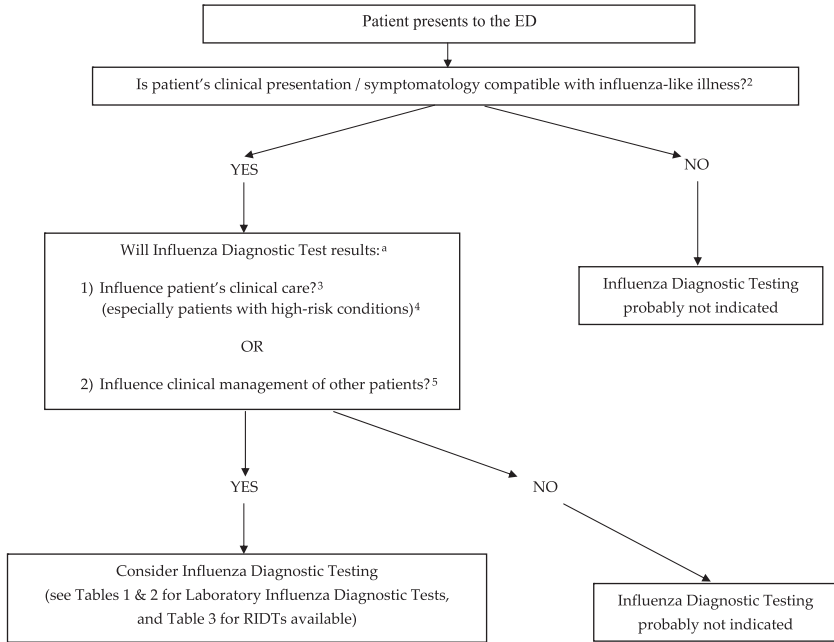 Patient presents to the ED
Is patient's clinical presentation / symptomatology compatible with influenza-like illness?²
YES
NO
Will Influenza Diagnostic Test results:ᵃ
1) Influence patient's clinical care?³
(especially patients with high-risk conditions)⁴
OR
2) Influence clinical management of other patients?⁵
Influenza Diagnostic Testing
probably not indicated
YES
NO
Consider Influenza Diagnostic Testing
(see Tables 1 & 2 for Laboratory Influenza Diagnostic Tests,
and Table 3 for RIDTs available)
Influenza Diagnostic Testing
probably not indicated